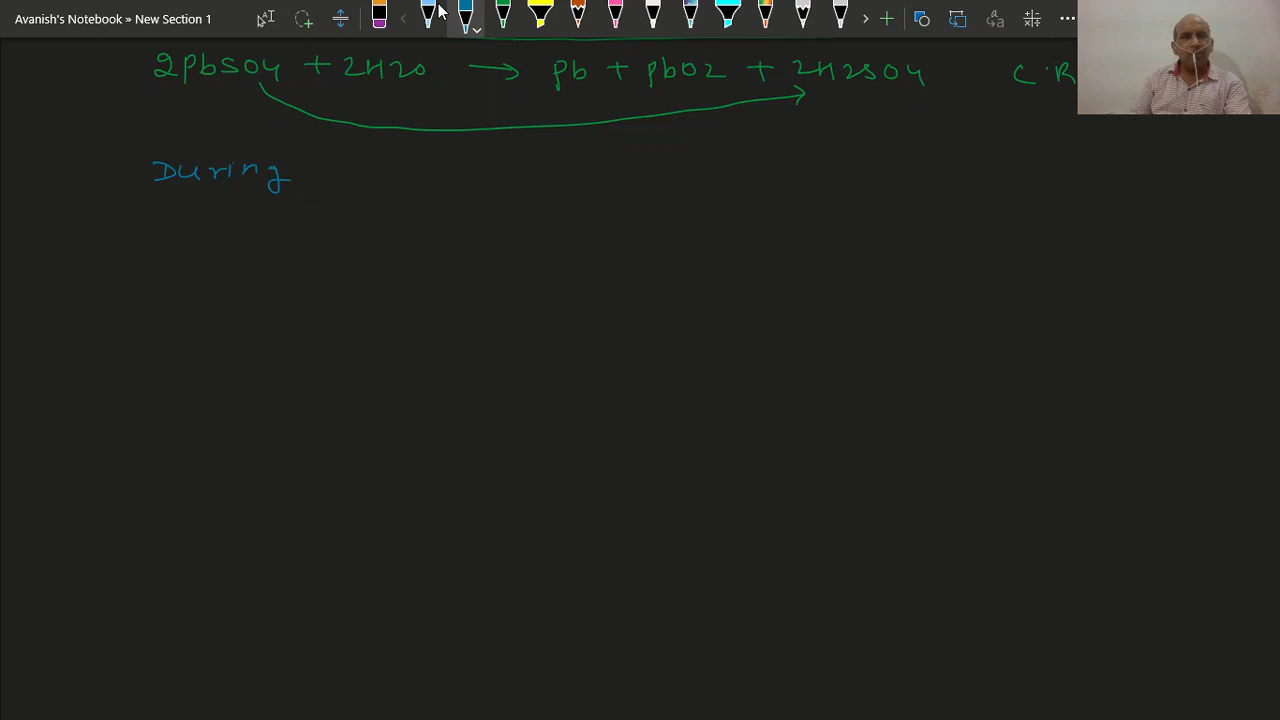 Avanish's Notebook » New Section 1
2PbSO4 + 2H2O → Pb + PbO2 + 2H2SO4 C.R
During